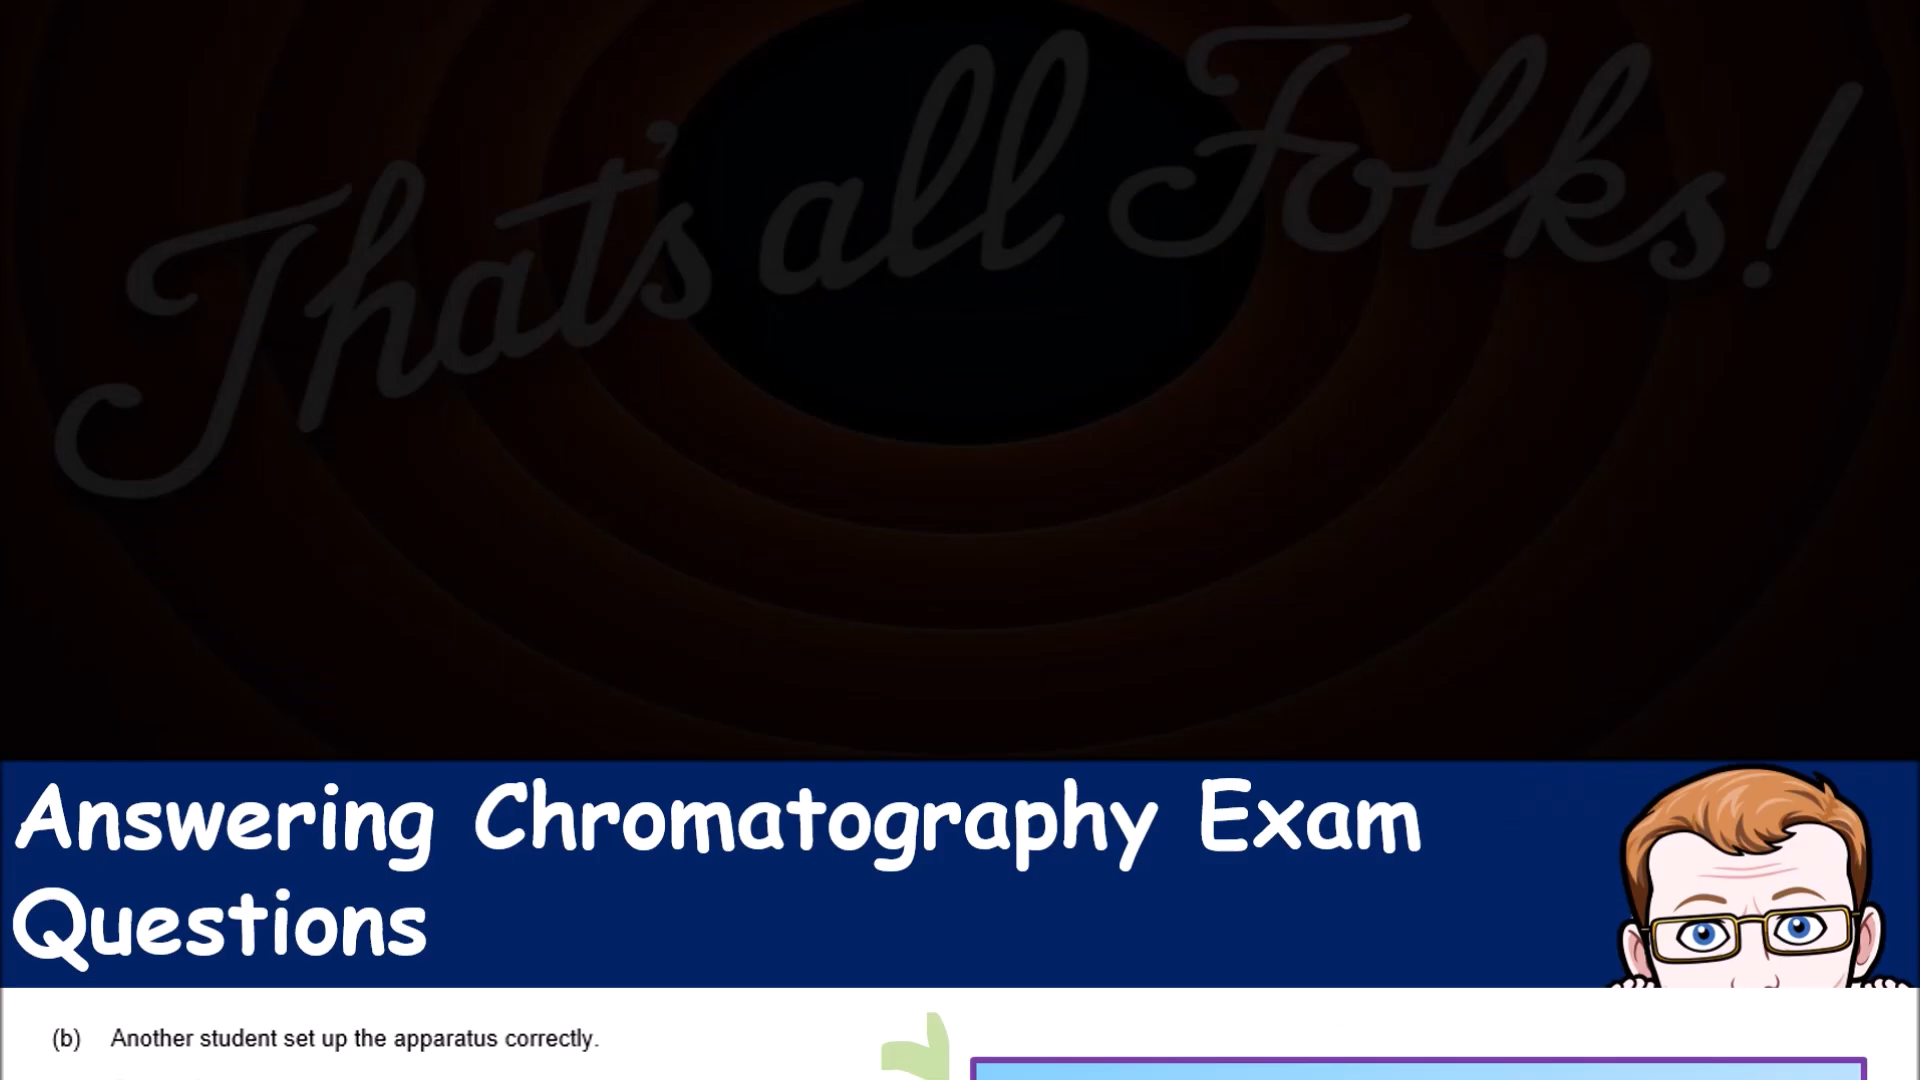 That's all Folks!
Answering Chromatography Exam
Questions
(b) Another student set up the apparatus correctly.